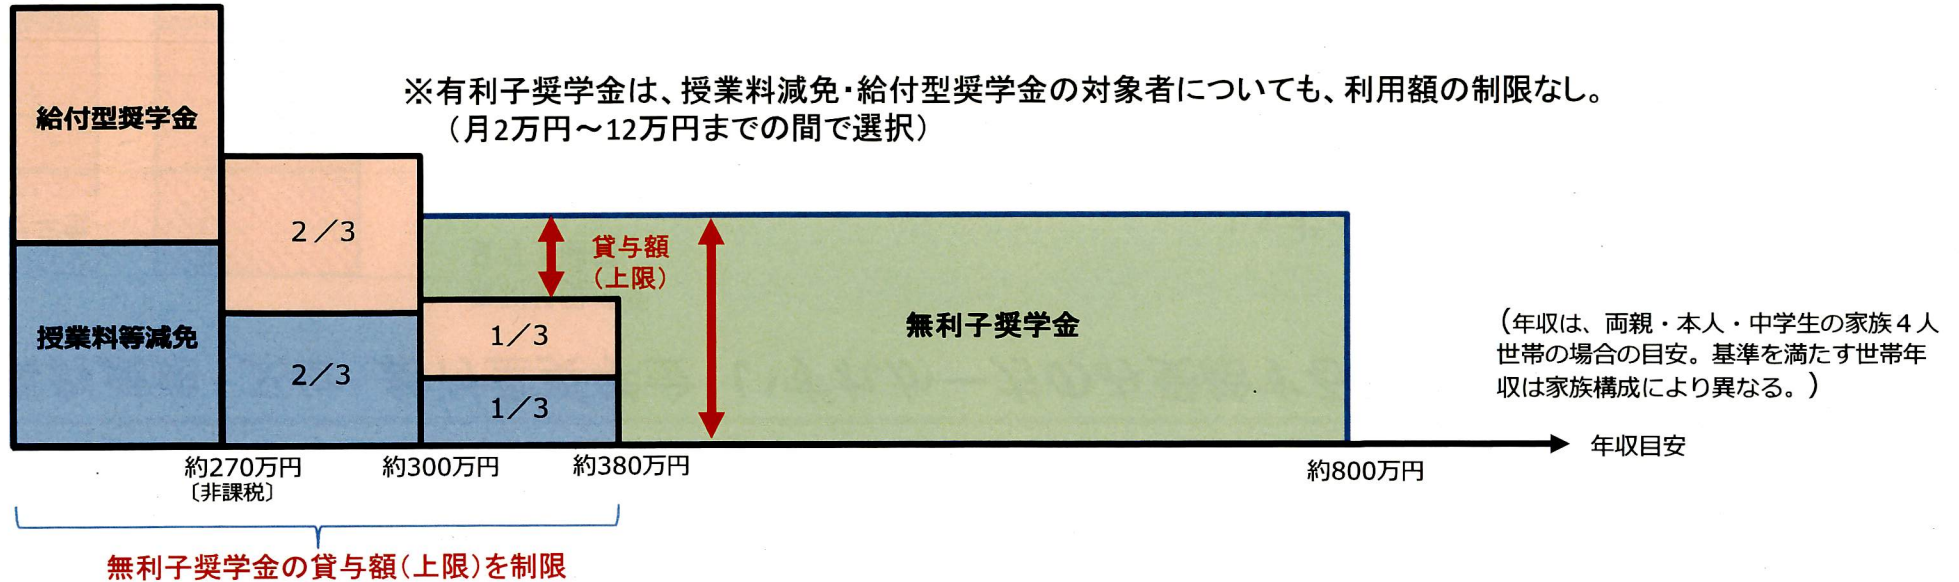 ※有利子奨学金は、授業料減免・給付型奨学金の対象者についても、利用額の制限なし。
（月2万円～12万円までの間で選択）
給付型奨学金
授業料等減免
2／3
2／3
1／3
1／3
貸与額
（上限）
無利子奨学金
（年収は、両親・本人・中学生の家族４人
世帯の場合の目安。基準を満たす世帯年
収は家族構成により異なる。）
年収目安
約270万円
〔非課税〕
約300万円
約380万円
約800万円
無利子奨学金の貸与額（上限）を制限